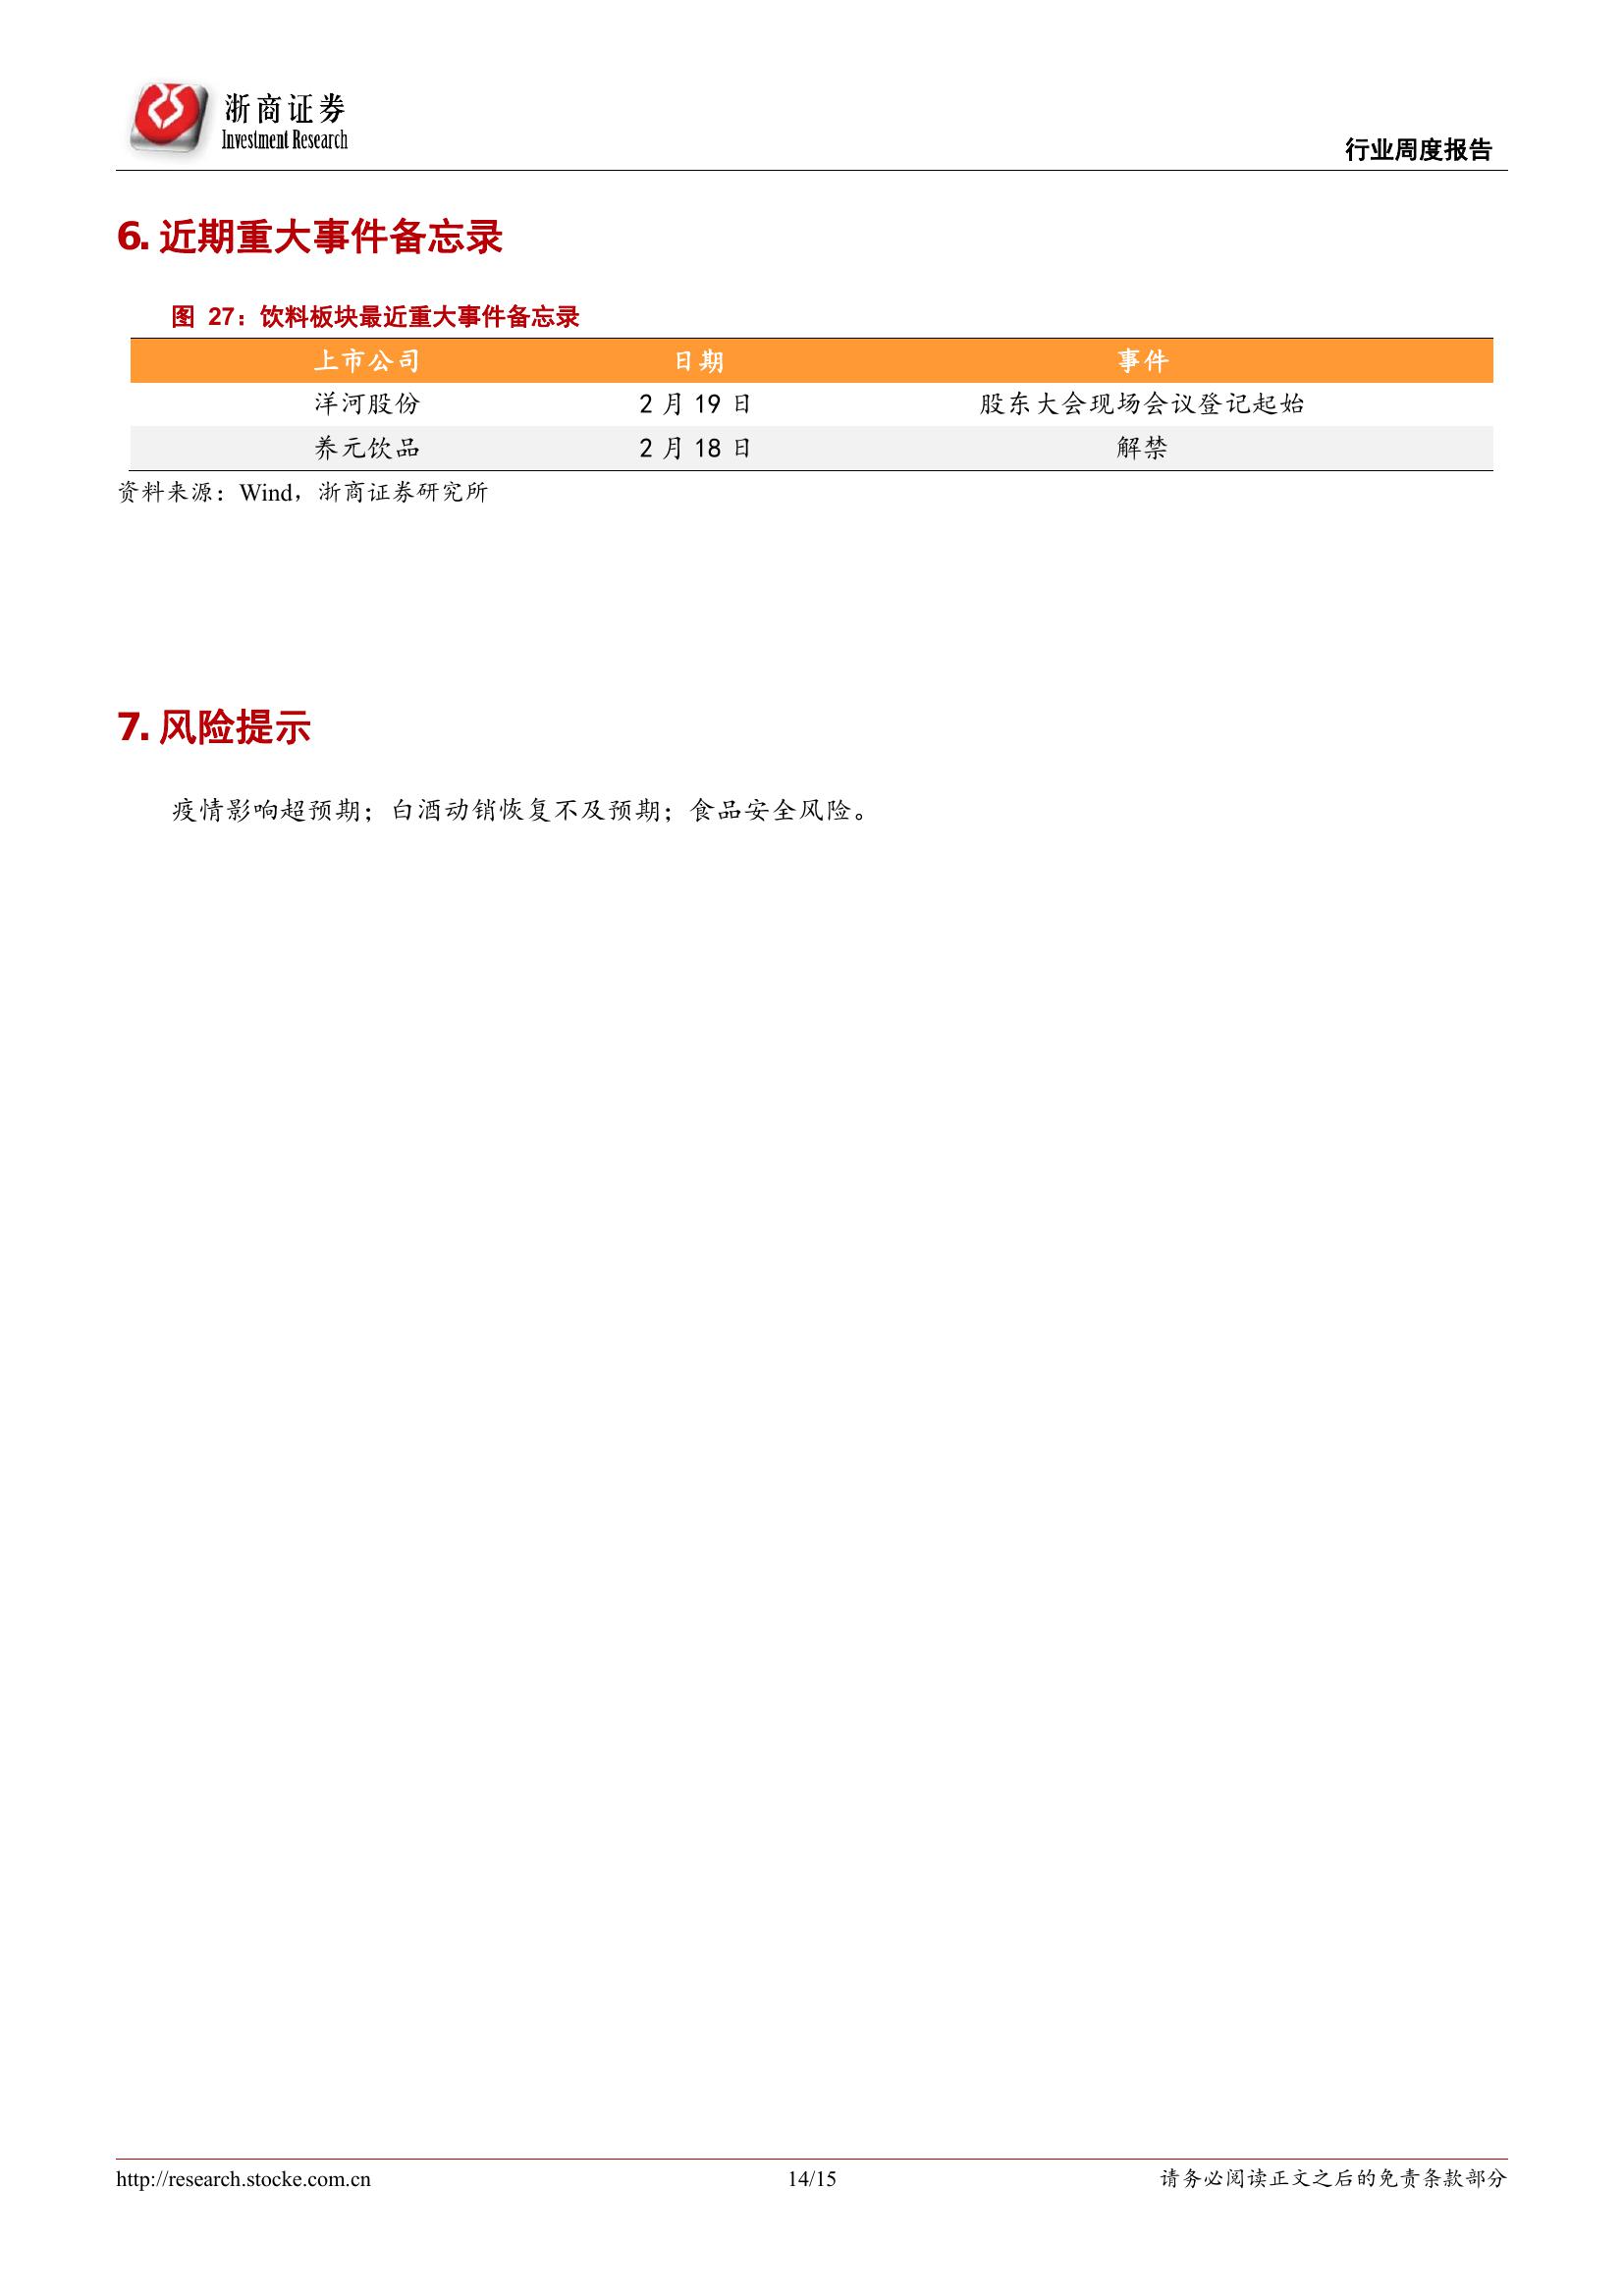 浙商证券
Investment Research
行业周度报告
6. 近期重大事件备忘录
图 27：饮料板块最近重大事件备忘录
上市公司 日期 事件
洋河股份 2 月 19 日 股东大会现场会议登记起始
养元饮品 2 月 18 日 解禁
资料来源：Wind，浙商证券研究所
7. 风险提示
疫情影响超预期；白酒动销恢复不及预期；食品安全风险。
http://research.stocke.com.cn 14/15 请务必阅读正文之后的免责条款部分